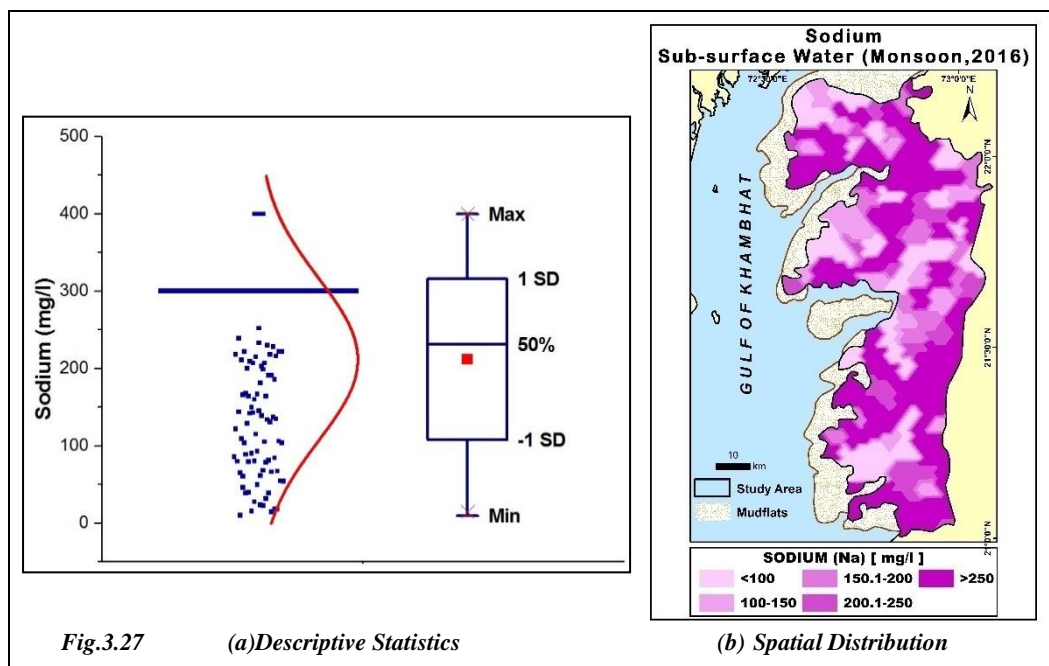 500
400
300
200
100
0
Sodium (mg/l)
Max
1 SD
50%
-1 SD
Min
Sodium
Sub-surface Water (Monsoon,2016)
72°30'0"E
73°0'0"E
N
22°0'0"N
21°30'0"N
21°0'0"N
GULF OF KHAMBHAT
10
km
Study Area
Mudflats
SODIUM (Na) [ mg/l ]
<100 150.1-200 >250
100-150 200.1-250
Fig.3.27 (a)Descriptive Statistics (b) Spatial Distribution